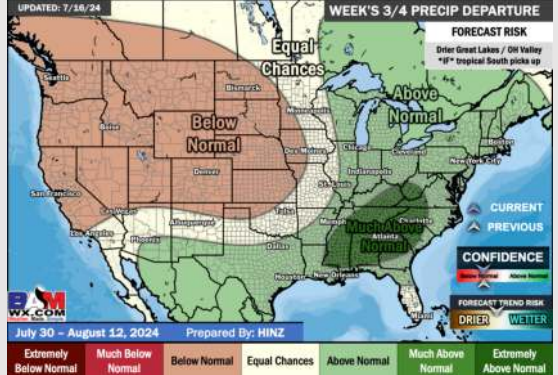 UPDATED: 7/16/24
WEEK'S 3/4 PRECIP DEPARTURE
FORECAST RISK
Drier Great Lakes / OH Valley
*IF* tropical South picks up
Equal
Chances
Seattle
Bismarck
Above
Normal
Minneapolis
Below
Normal
Boise
Boston
Chicago
Cleveland
New York City
Des Moines
Denver
Indianapolis
St. Louis
San Francisco
Las Vegas
Albuquerque
Tulsa
Memphis
Charlotte
CURRENT
PREVIOUS
Los Angeles
Phoenix
Much Above
Normal
Atlanta
Dallas
CONFIDENCE
Below Normal
Above Normal
Houston
New Orleans
FORECAST TREND RISK
DRIER
WETTER
Miami
BAM
WX.COM
July 30 – August 12, 2024
Prepared By: HINZ
Extremely
Below Normal
Much Below
Normal
Below Normal
Equal Chances
Above Normal
Much Above
Normal
Extremely
Above Normal